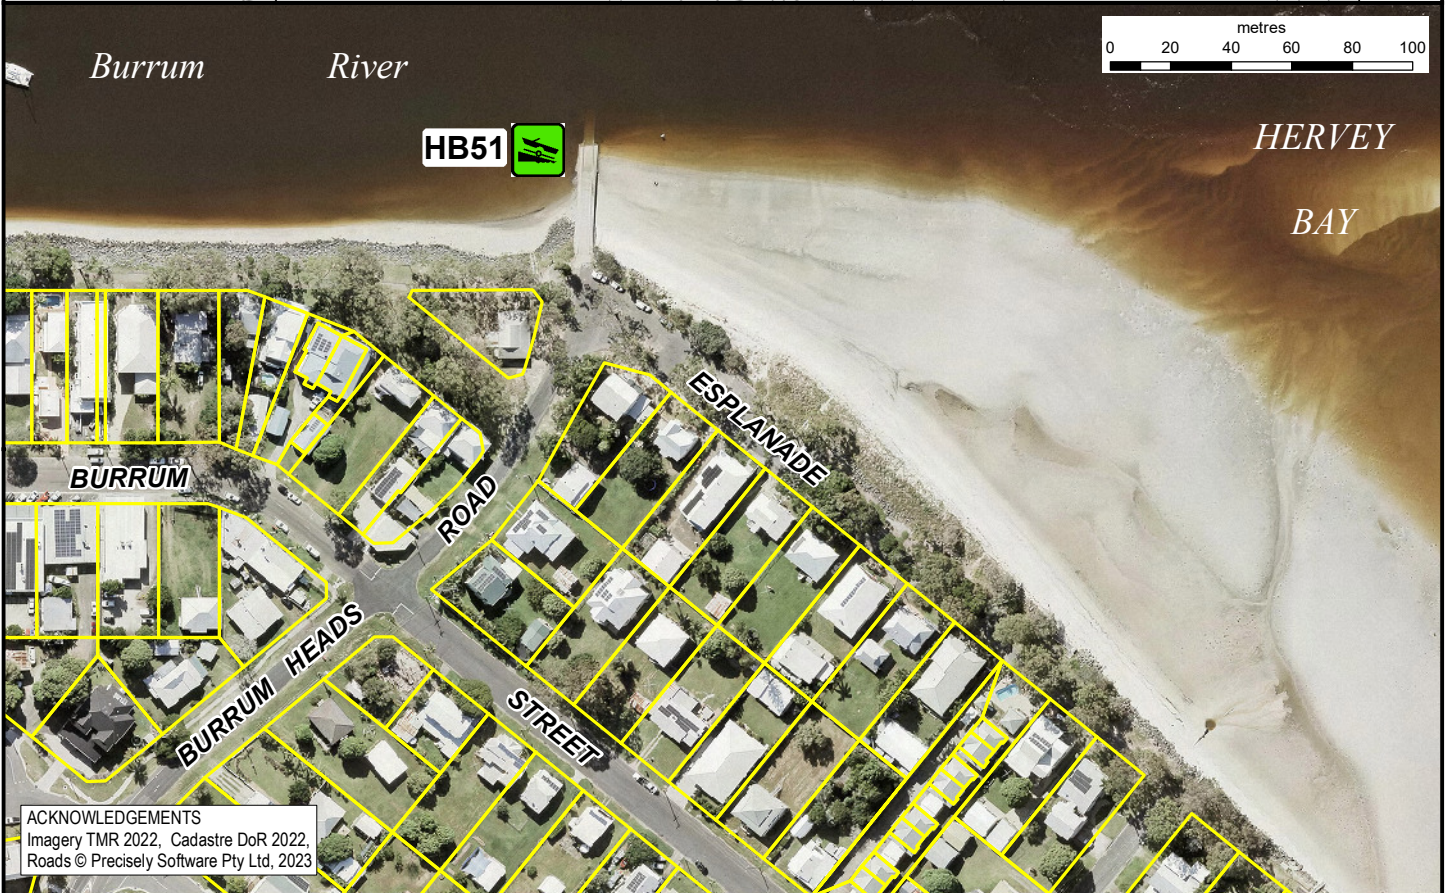 metres
0 20 40 60 80 100
Burrum River
HB51
HERVEY
BAY
ESPLANADE
BURRUM
ROAD
BURRUM HEADS
STREET
ACKNOWLEDGEMENTS
Imagery TMR 2022, Cadastre DoR 2022,
Roads © Precisely Software Pty Ltd, 2023